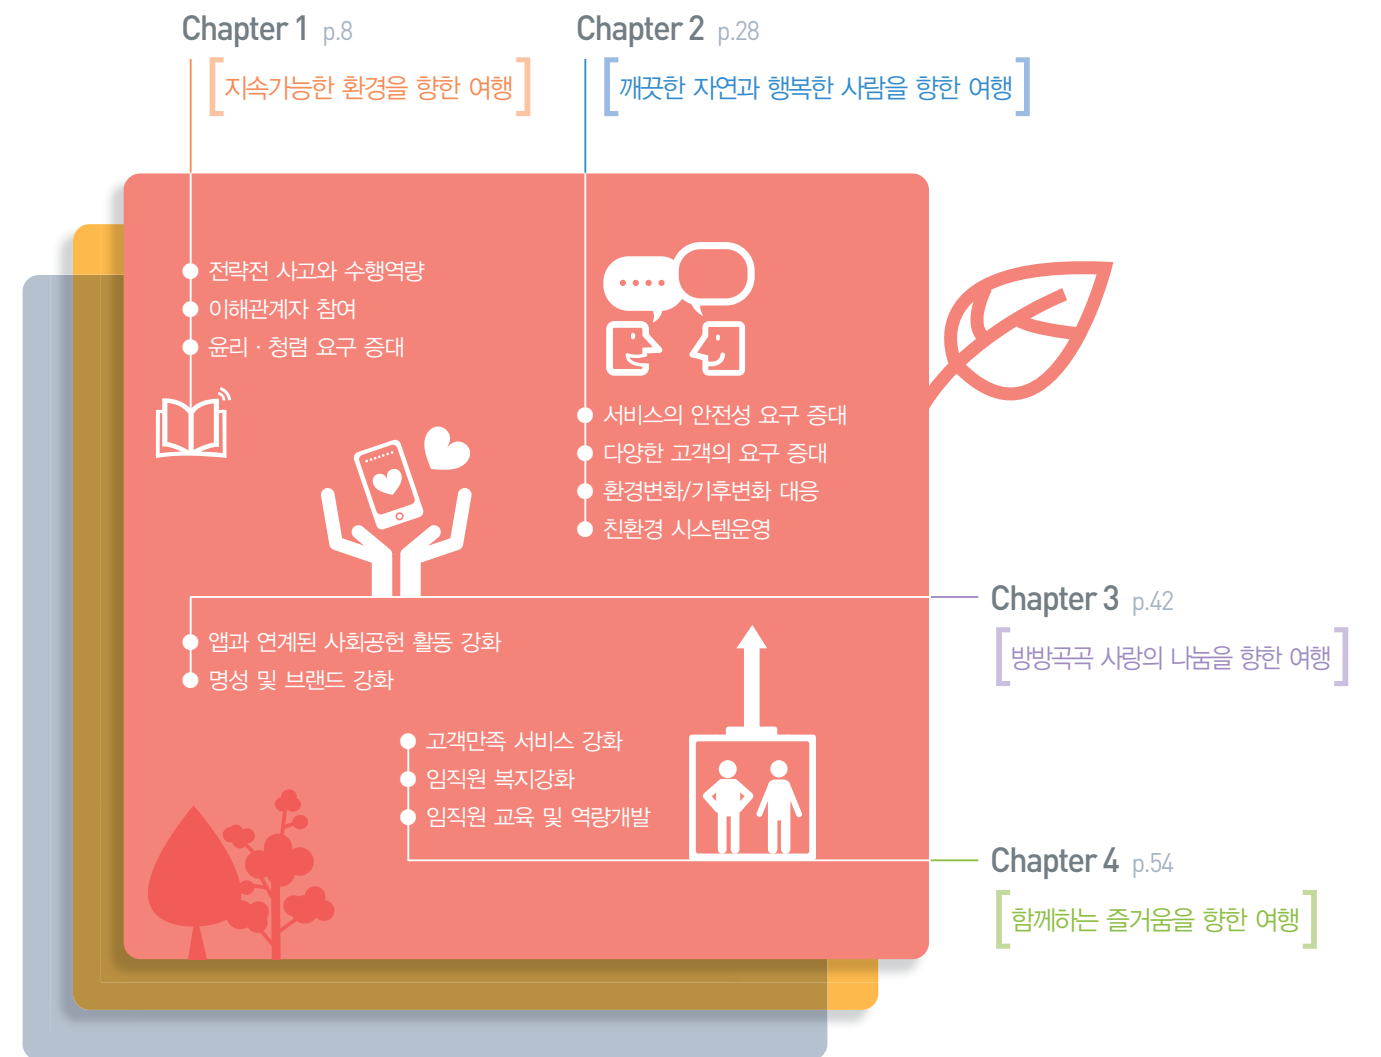 Chapter 1 p.8
[지속가능한 환경을 향한 여행]
Chapter 2 p.28
[깨끗한 자연과 행복한 사람을 향한 여행]
전략전 사고와 수행역량
이해관계자 참여
윤리 · 청렴 요구 증대
서비스의 안전성 요구 증대
다양한 고객의 요구 증대
환경변화/기후변화 대응
친환경 시스템운영
Chapter 3 p.42
[방방곡곡 사랑의 나눔을 향한 여행]
앱과 연계된 사회공헌 활동 강화
명성 및 브랜드 강화
고객만족 서비스 강화
임직원 복지강화
임직원 교육 및 역량개발
Chapter 4 p.54
[함께하는 즐거움을 향한 여행]